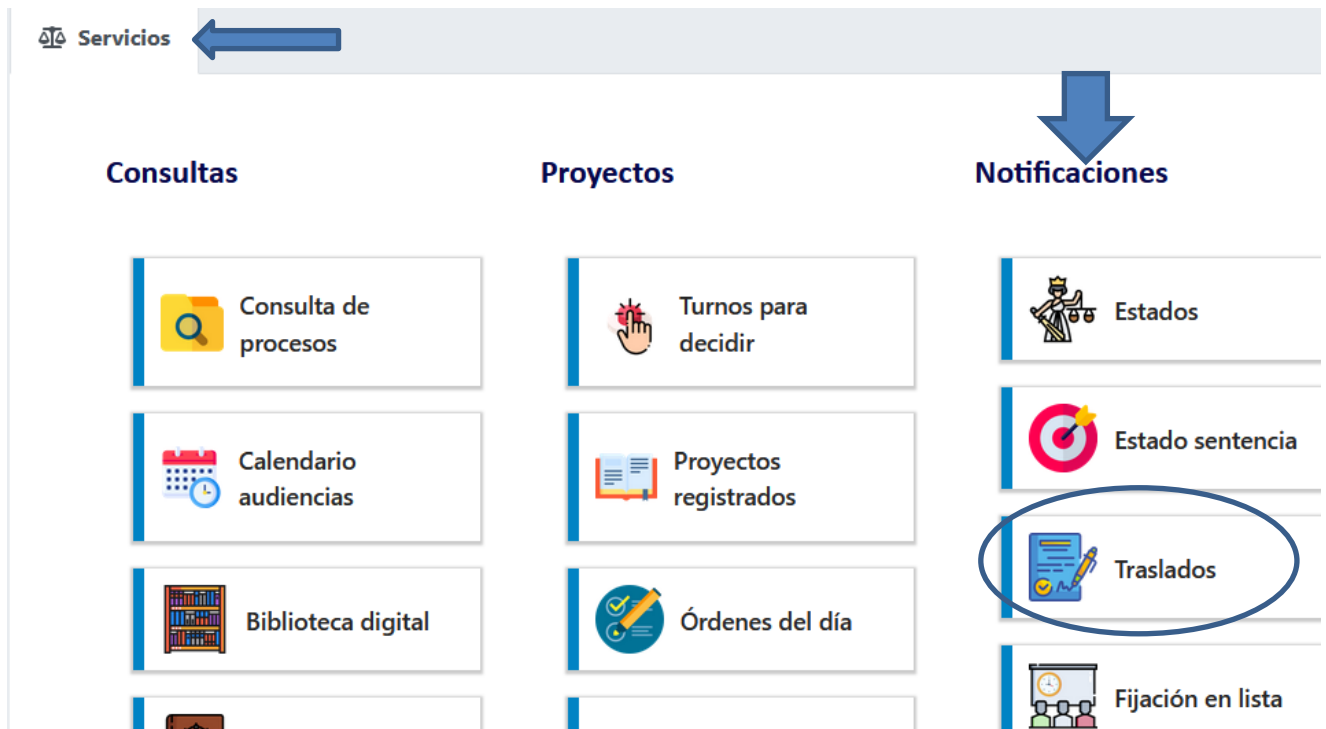 Servicios
Consultas
Proyectos
Notificaciones
Consulta de
procesos
Turnos para
decidir
Estados
Calendario
audiencias
Proyectos
registrados
Estado sentencia
Biblioteca digital
Órdenes del día
Traslados
Fijación en lista